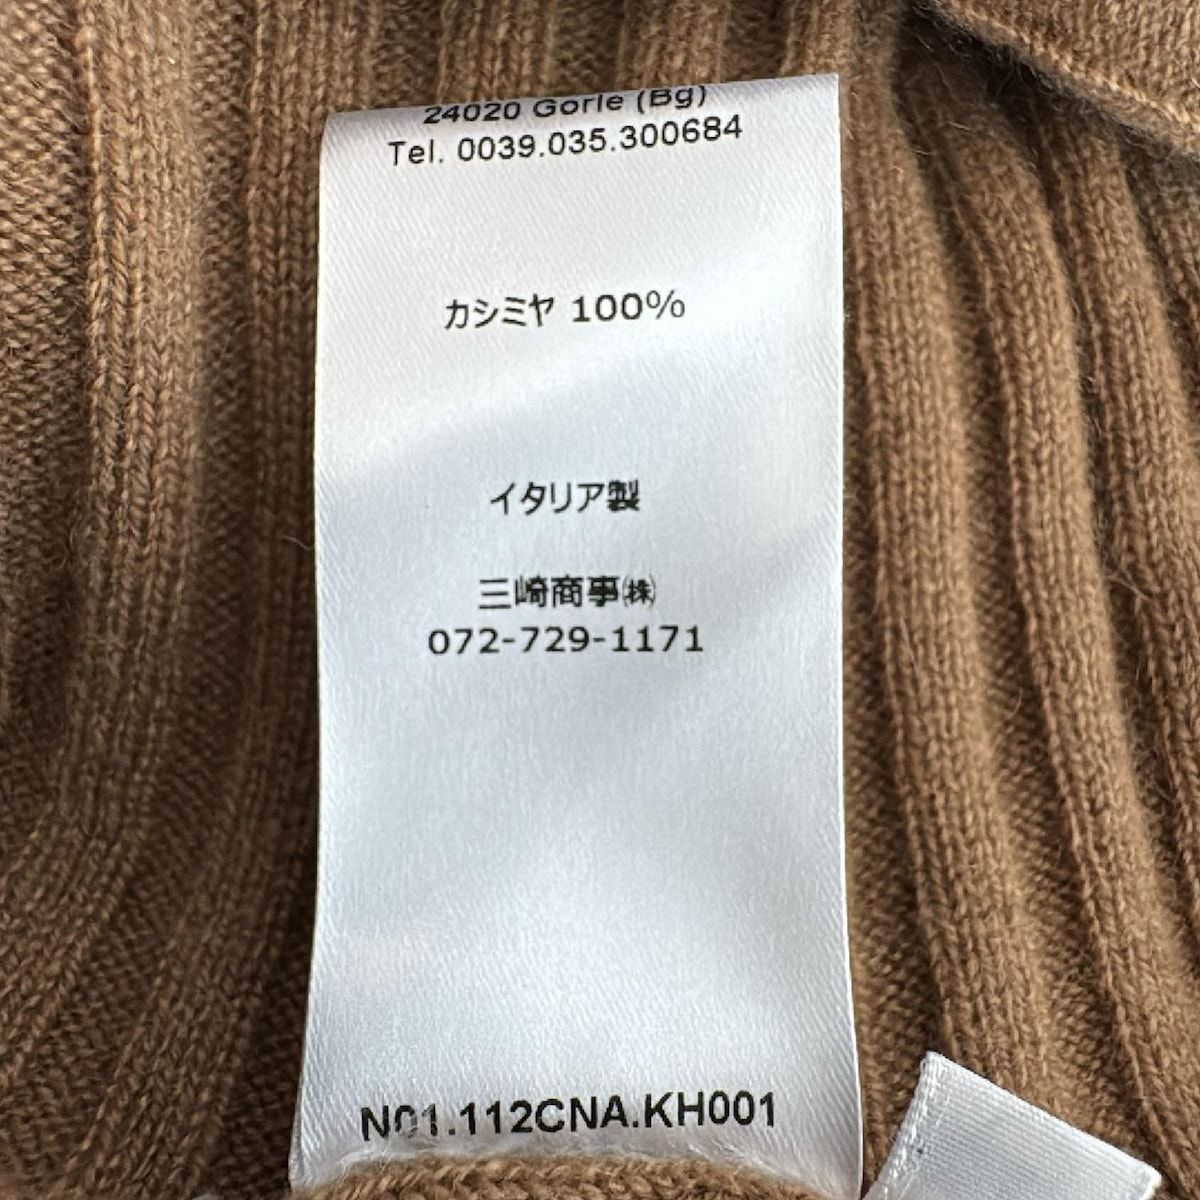 24020 Gorle (Bg)
Tel. 0039.035.300684
カシミヤ 100%
イタリア製
三崎商事㈱
072-729-1171
N01.112CNA.KH001